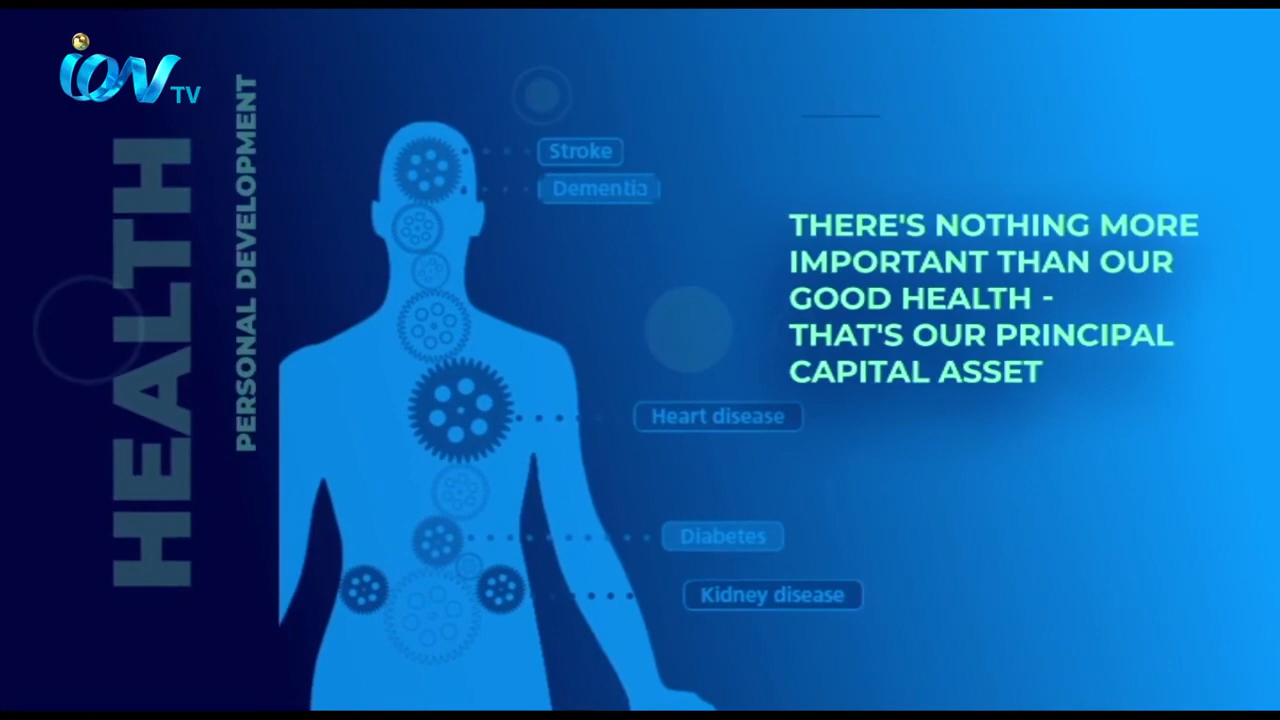 iON TV
HEALTH
PERSONAL DEVELOPMENT
Stroke
Dementia
THERE'S NOTHING MORE
IMPORTANT THAN OUR
GOOD HEALTH -
THAT'S OUR PRINCIPAL
CAPITAL ASSET
Heart disease
Diabetes
Kidney disease